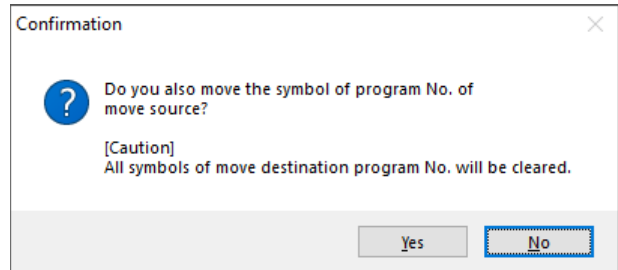 Confirmation
Do you also move the symbol of program No. of
move source?
[Caution]
All symbols of move destination program No. will be cleared.
Yes
No